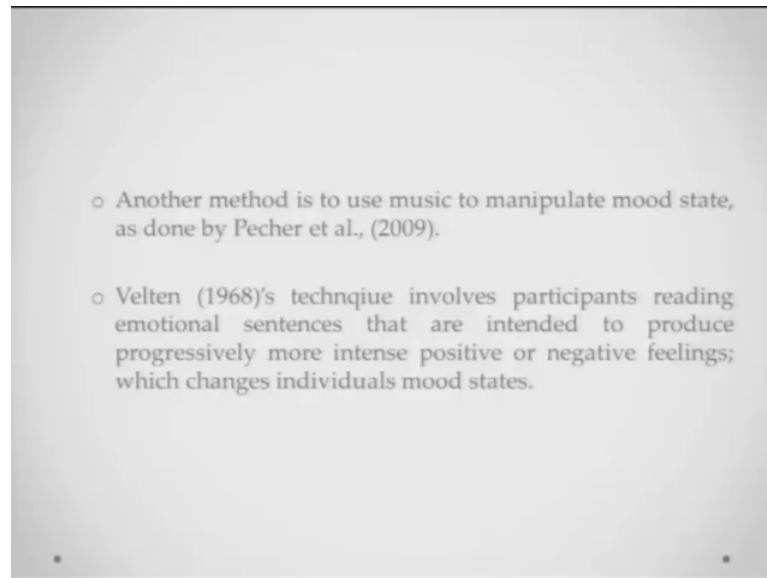 o Another method is to use music to manipulate mood state,
as done by Pecher et al., (2009).
o Velten (1968)'s technqiue involves participants reading
emotional sentences that are intended to produce
progressively more intense positive or negative feelings;
which changes individuals mood states.